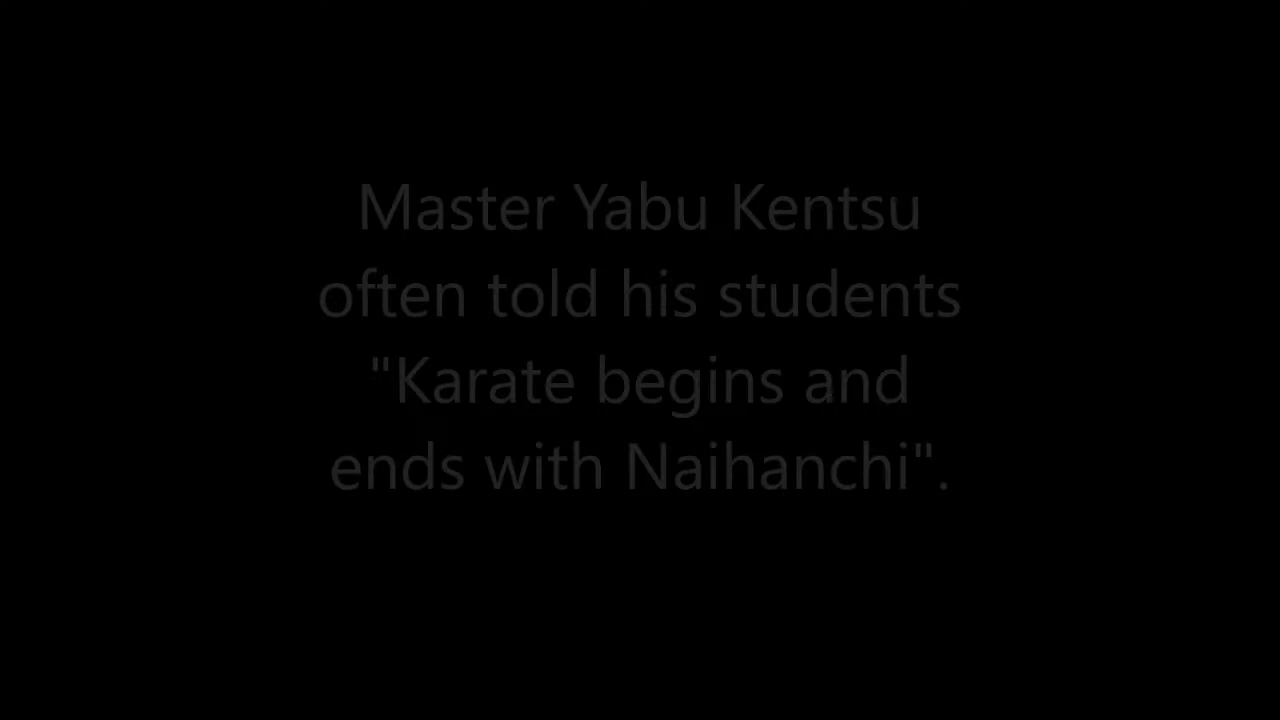 Master Yabu Kentsu
often told his students
"Karate begins and
ends with Naihanchi".